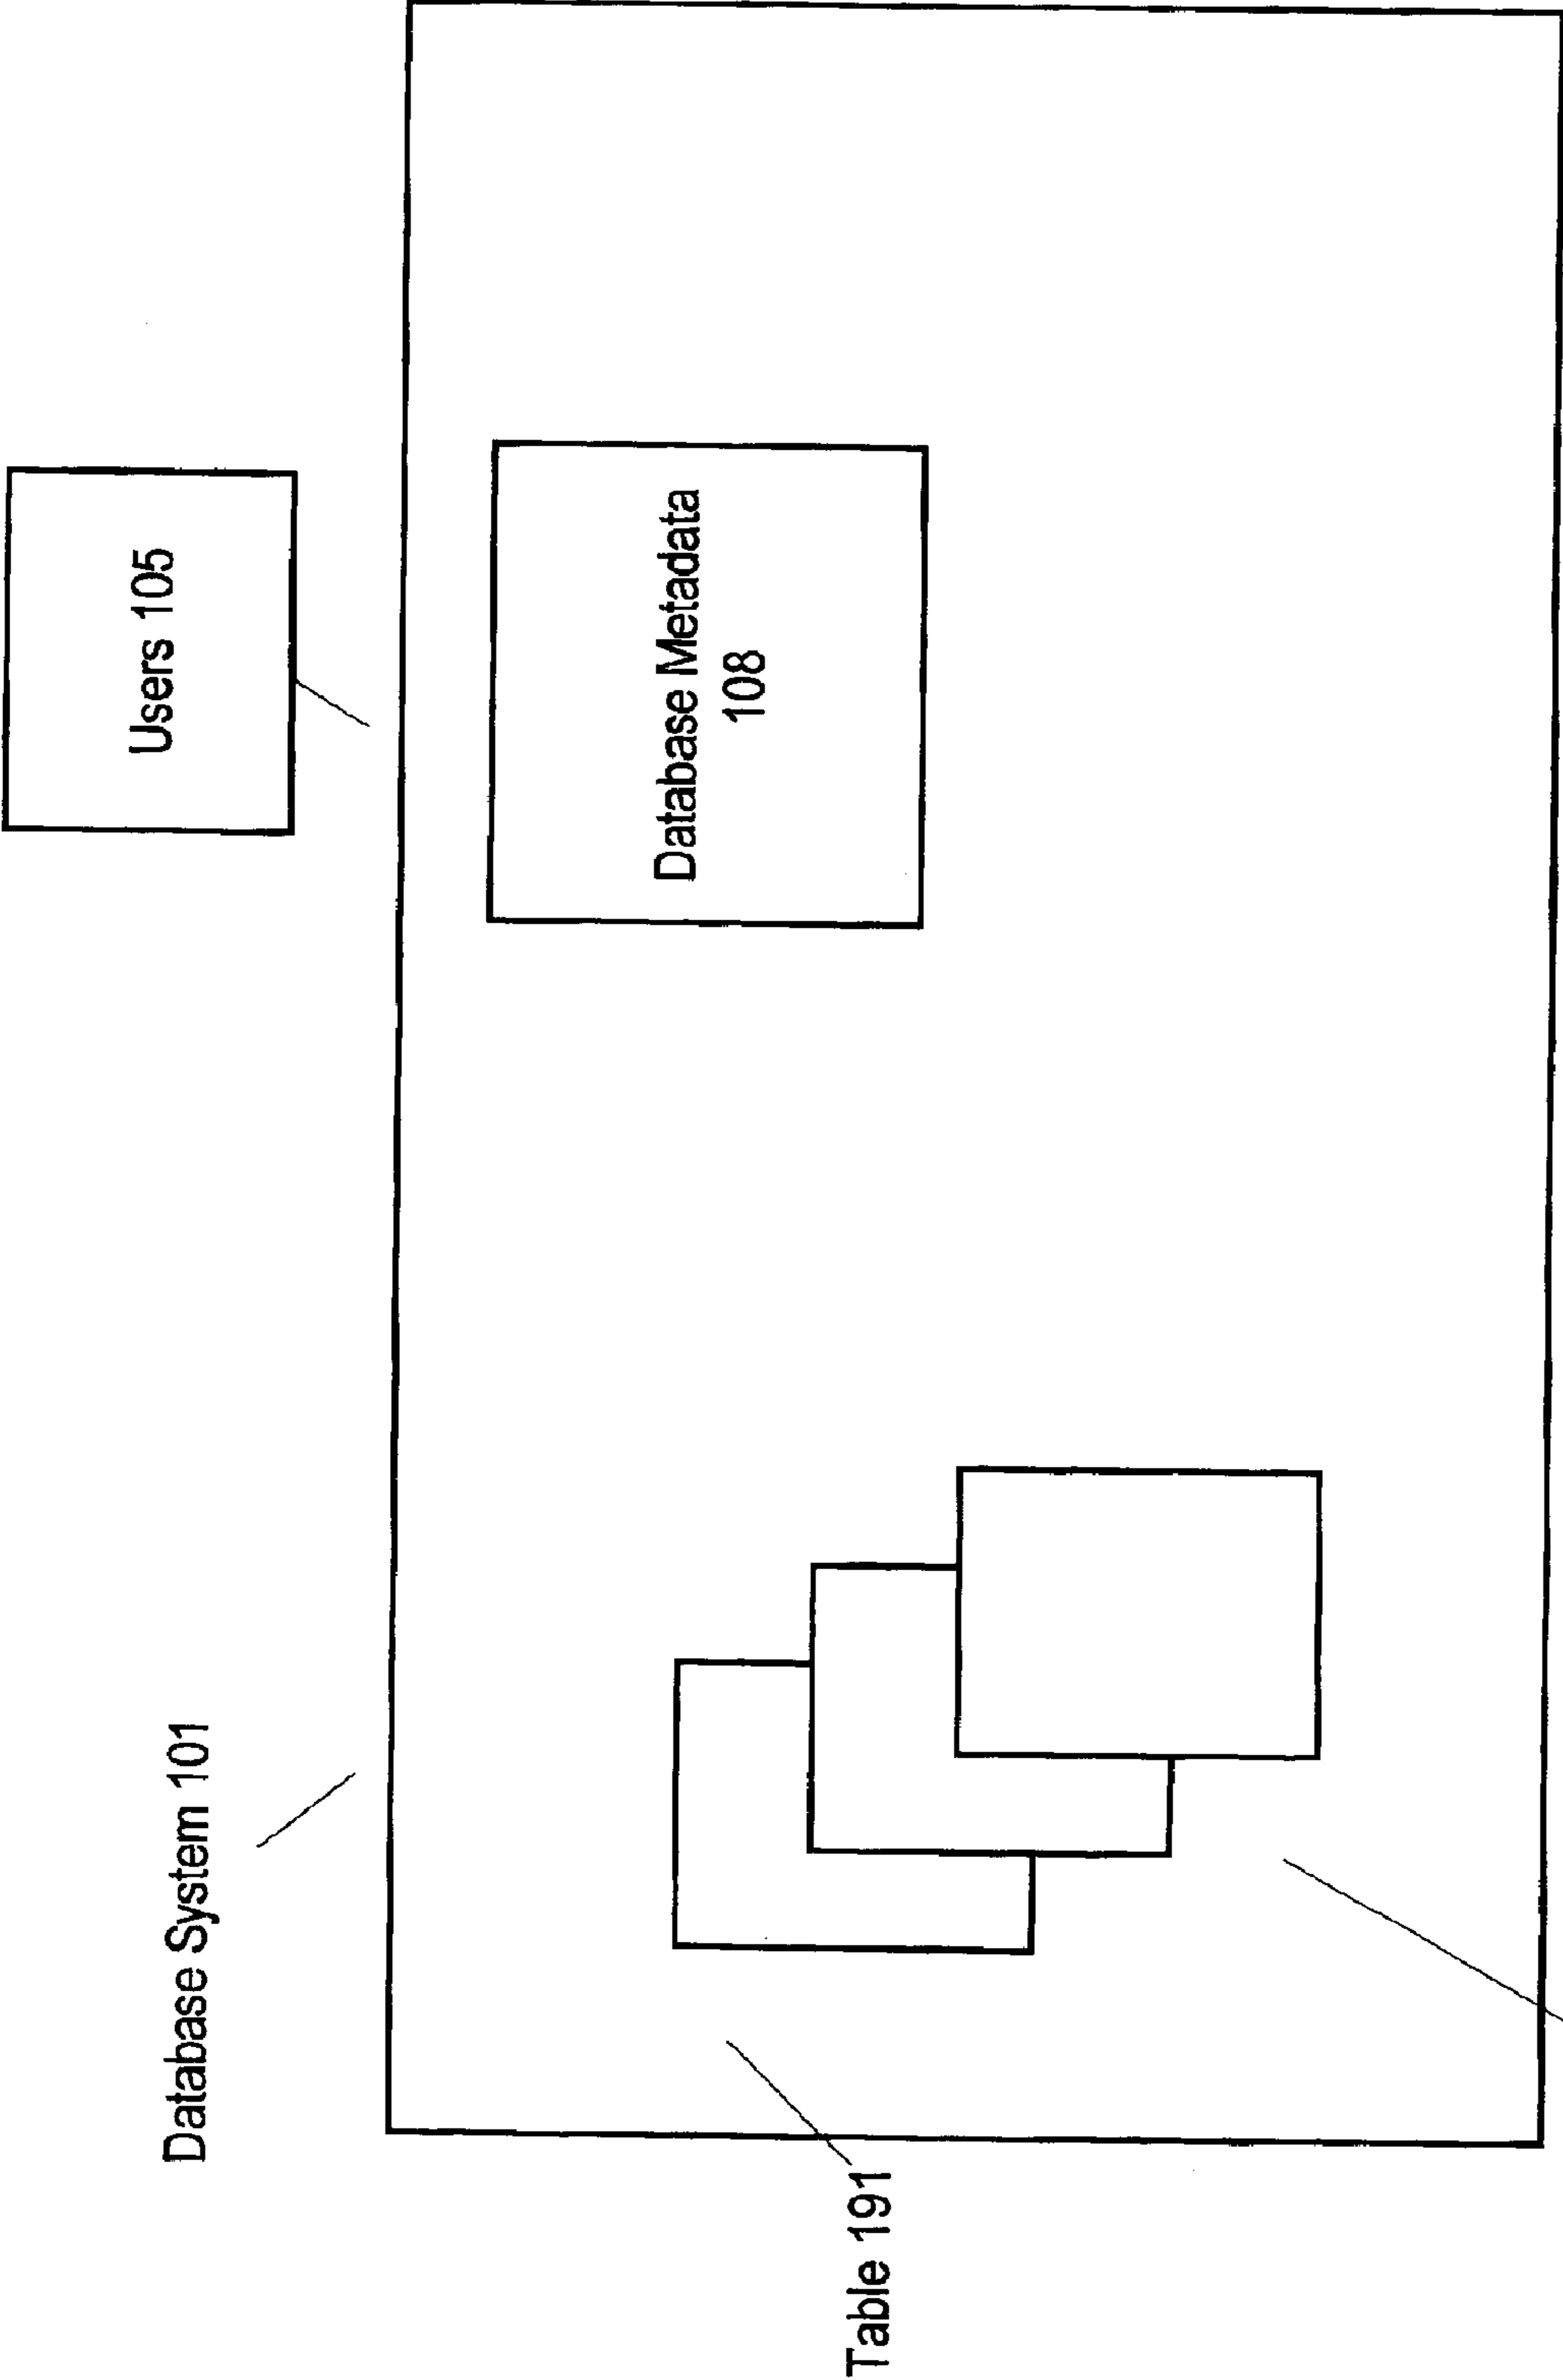 Users 105
Database System 101
Database Metadata
108
Table 191